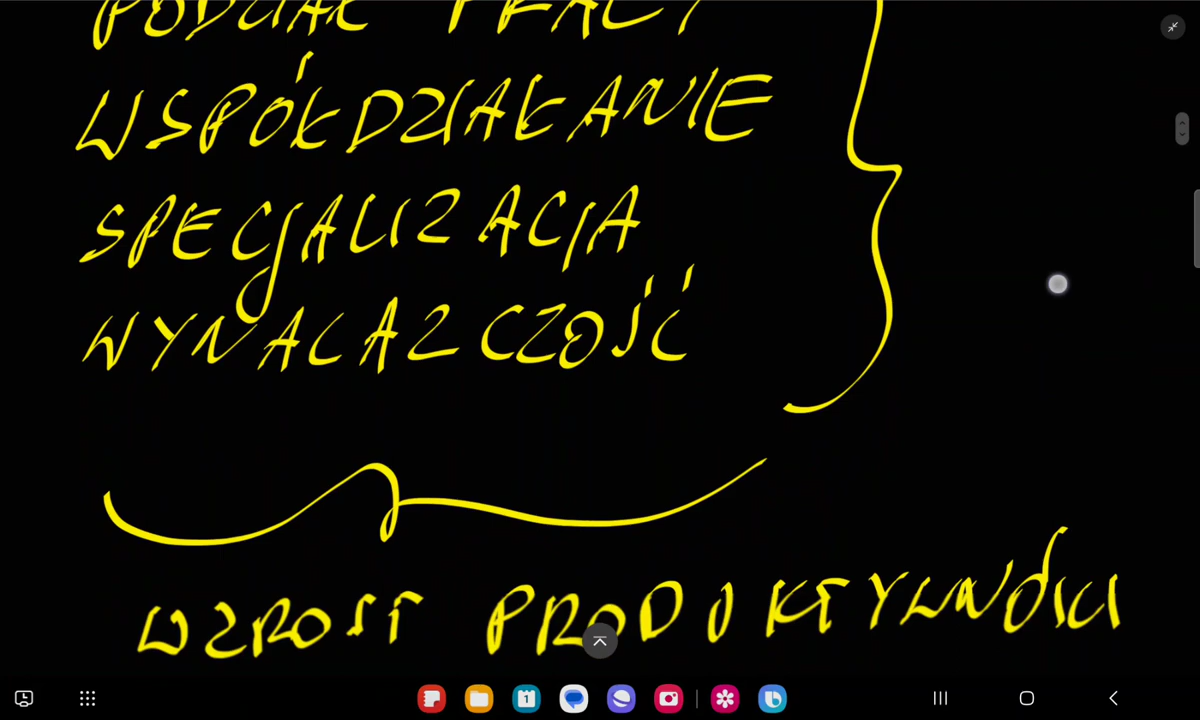 PODZIAŁ PRACY
WSPÓŁDZIAŁANIE
SPECJALIZACJA
WYNALAZCZOŚĆ
WZROST PRODUKTYWNOŚCI